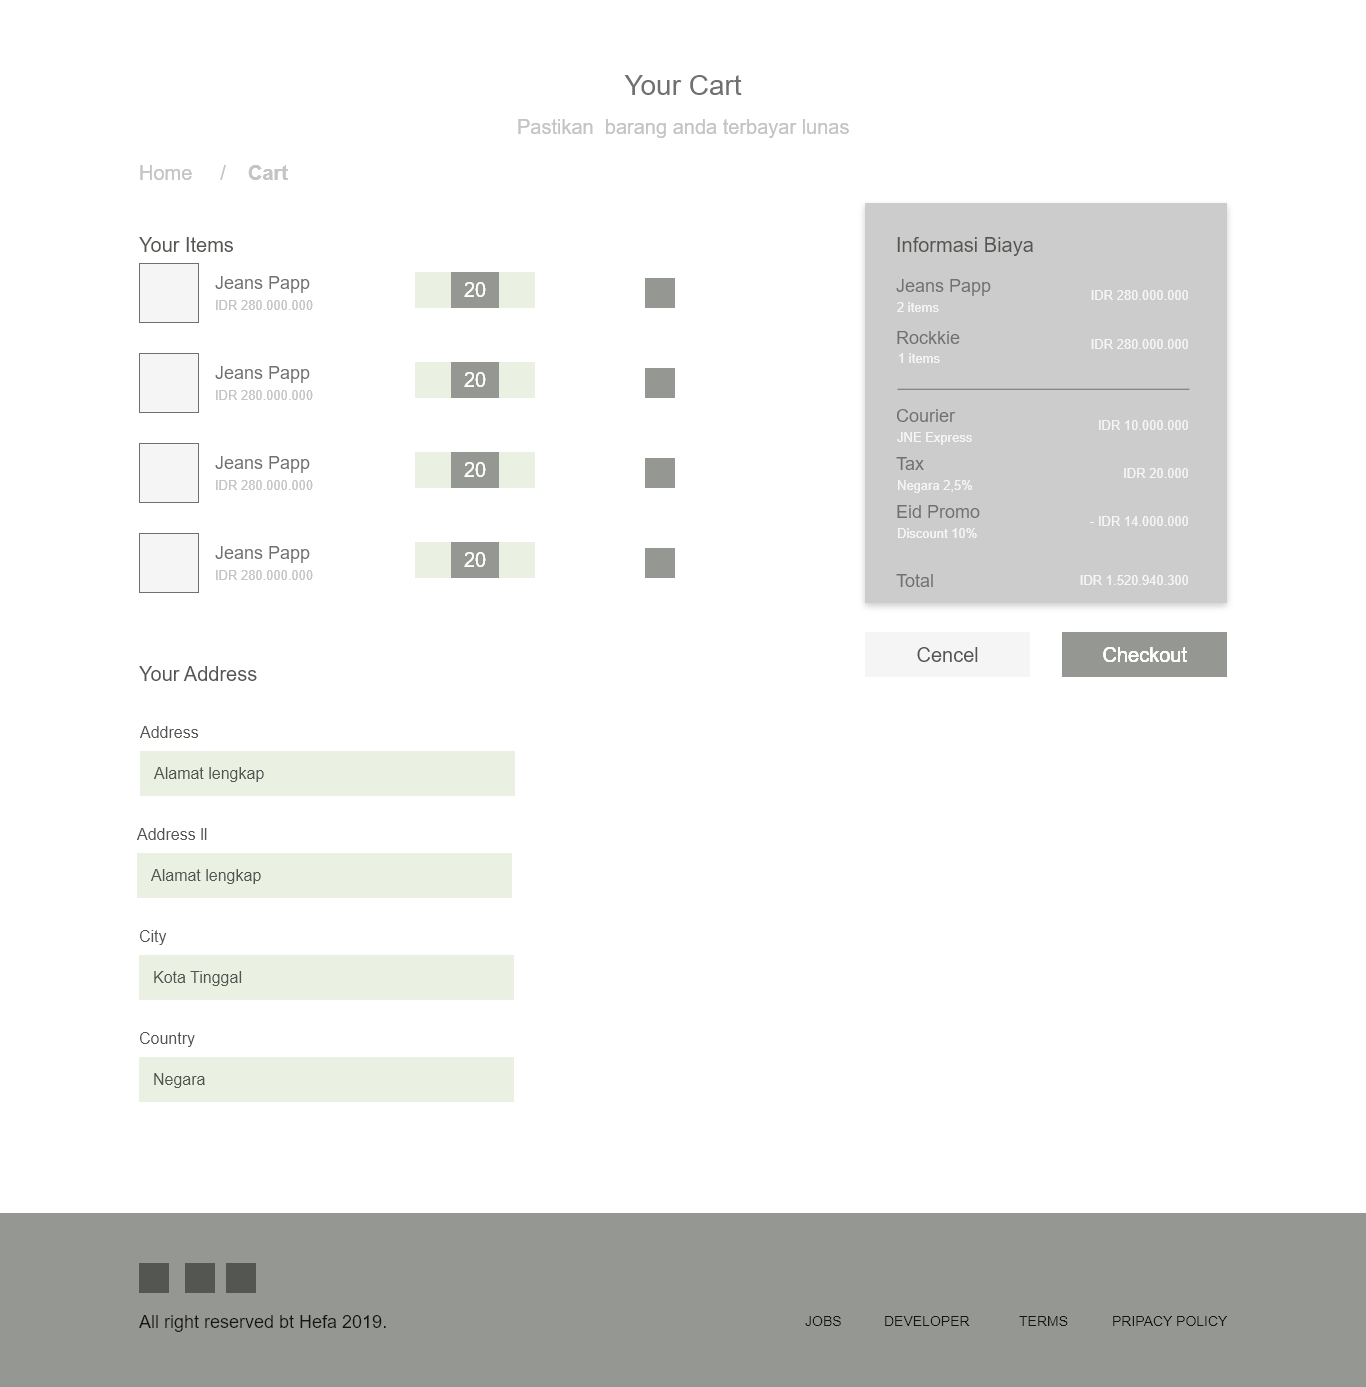 Your Cart
Pastikan  barang anda terbayar lunas
Home / Cart
Your Items
Jeans Papp
IDR 280.000.000
20
Jeans Papp
IDR 280.000.000
20
Jeans Papp
IDR 280.000.000
20
Jeans Papp
IDR 280.000.000
20
Informasi Biaya
Jeans Papp
2 items
IDR 280.000.000
Rockkie
1 items
IDR 280.000.000
Courier
JNE Express
IDR 10.000.000
Tax
Negara 2,5%
IDR 20.000
Eid Promo
Discount 10%
- IDR 14.000.000
Total
IDR 1.520.940.300
Cencel
Checkout
Your Address
Address
Alamat lengkap
Address II
Alamat lengkap
City
Kota Tinggal
Country
Negara
All right reserved bt Hefa 2019.
JOBS DEVELOPER TERMS PRIPACY POLICY